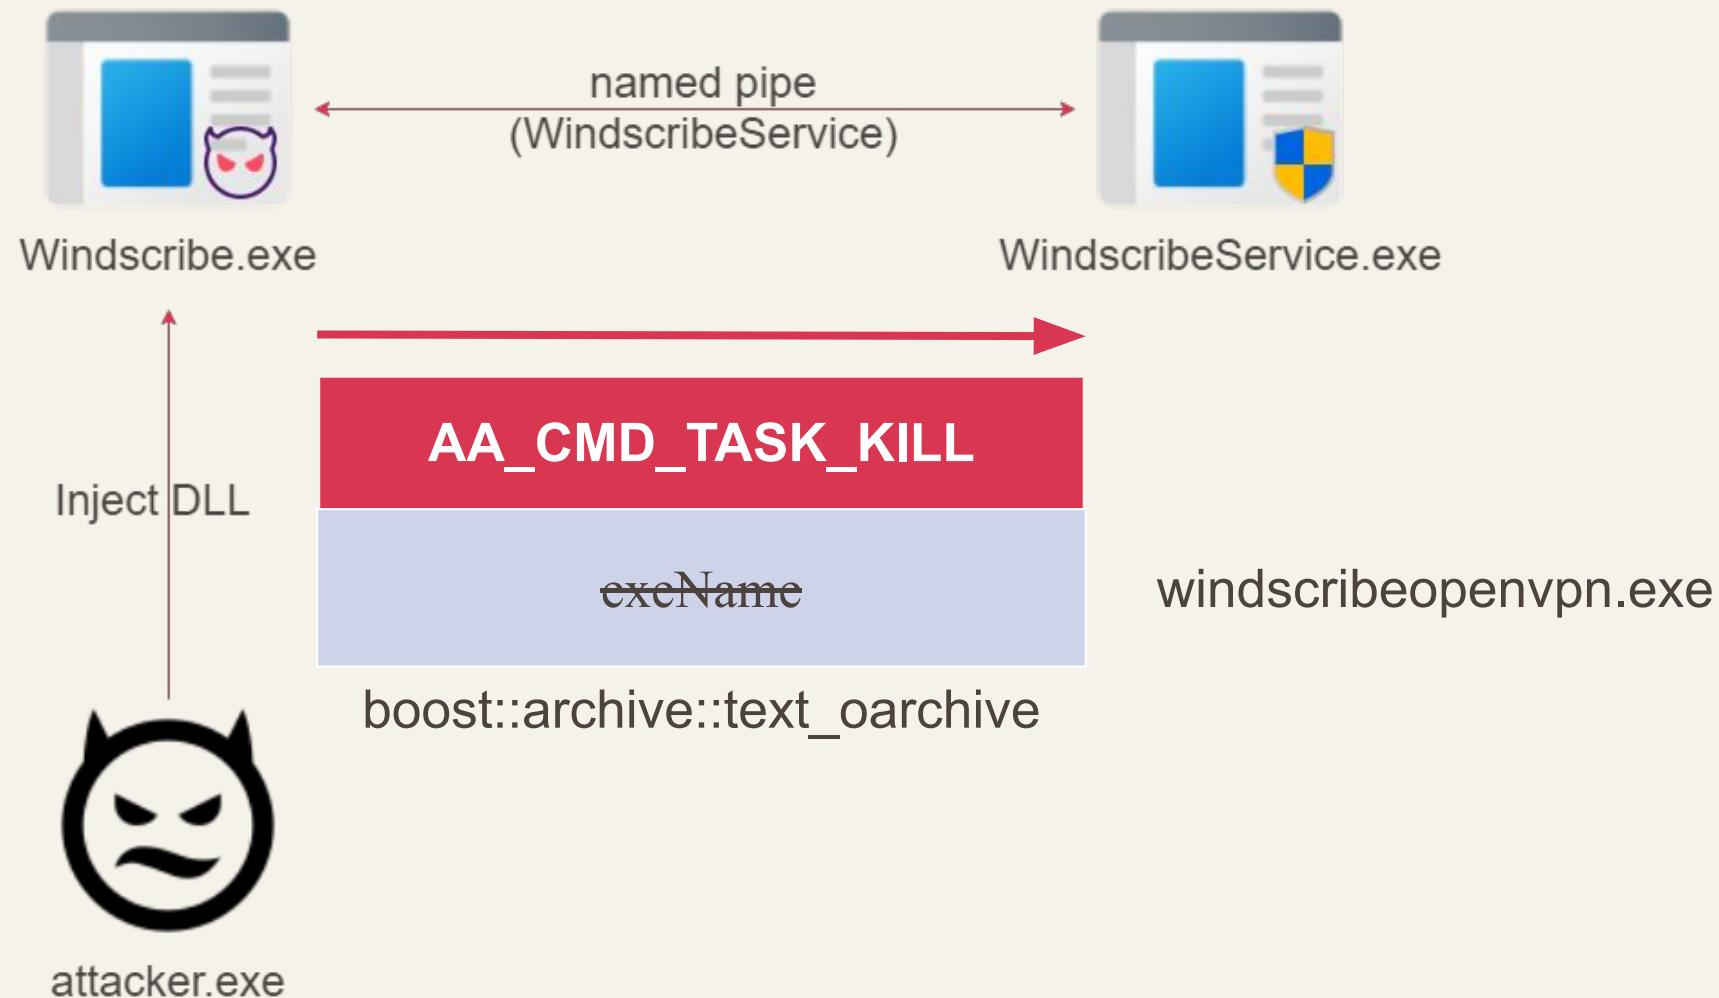 named pipe
(WindscribeService)
Windscribe.exe
WindscribeService.exe
AA_CMD_TASK_KILL
Inject DLL
exeName
windscribeopenvpn.exe
boost::archive::text_oarchive
attacker.exe